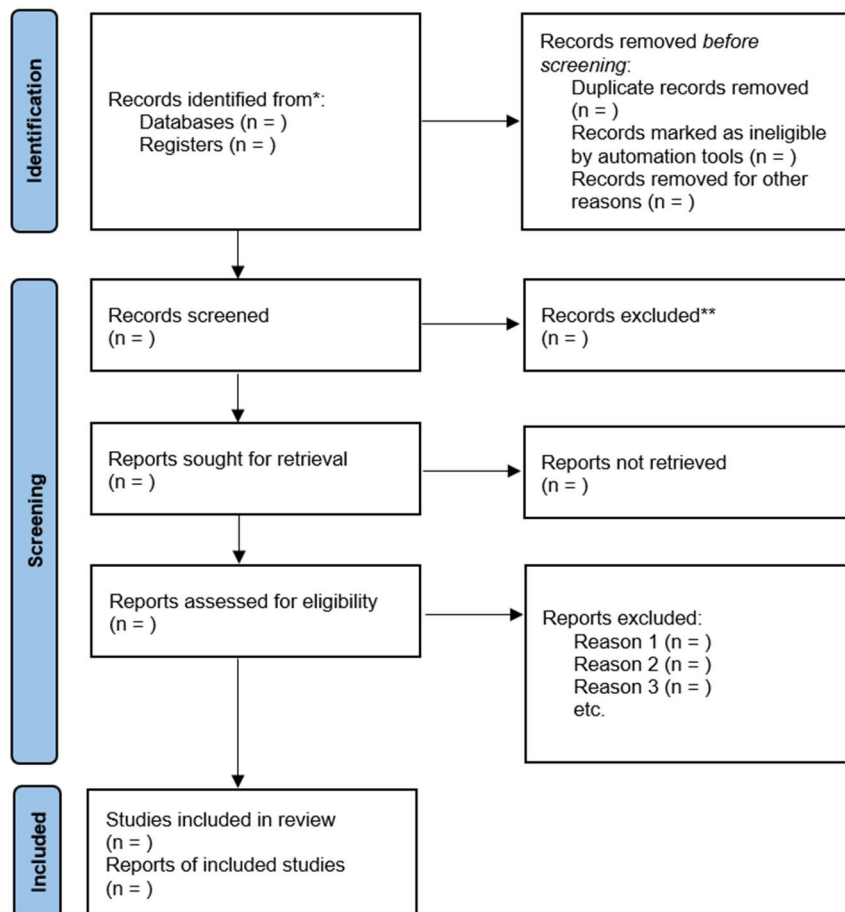 Identification
Records identified from*:
Databases (n = )
Registers (n = )
Records removed before
screening:
Duplicate records removed
(n = )
Records marked as ineligible
by automation tools (n = )
Records removed for other
reasons (n = )
Screening
Records screened
(n = )
Records excluded**
(n = )
Reports sought for retrieval
(n = )
Reports not retrieved
(n = )
Reports assessed for eligibility
(n = )
Reports excluded:
Reason 1 (n = )
Reason 2 (n = )
Reason 3 (n = )
etc.
Included
Studies included in review
(n = )
Reports of included studies
(n = )